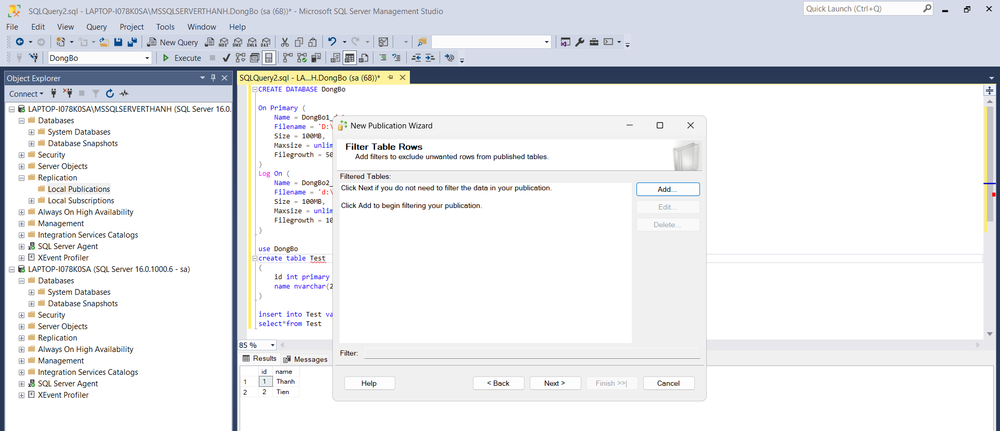 SQLQuery2.sql - LAPTOP-I078K0SA\MSSQLSERVERTHANH.DongBo (sa (68))* - Microsoft SQL Server Management Studio
Quick Launch (Ctrl+Q)
File Edit View Query Project Tools Window Help
New Query MDX DMX XMLA DAX
DongBo Execute
Object Explorer
Connect
LAPTOP-I078K0SA\MSSQLSERVERTHANH (SQL Server 16.0.
Databases
System Databases
Database Snapshots
Security
Server Objects
Replication
Local Publications
Local Subscriptions
Always On High Availability
Management
Integration Services Catalogs
SQL Server Agent
XEvent Profiler
LAPTOP-I078K0SA (SQL Server 16.0.1000.6 - sa)
Databases
System Databases
Database Snapshots
Security
Server Objects
Replication
Always On High Availability
Management
Integration Services Catalogs
SQL Server Agent
XEvent Profiler
SQLQuery2.sql - LA...H.DongBo (sa (68))*
CREATE DATABASE DongBo
On Primary (
Name = DongBo1_
Filename = 'D:\
Size = 100MB,
Maxsize = unlim
Filegrowth = 50
)
Log On (
Name = DongBo2_
Filename = 'd:\
Size = 100MB,
Maxsize = unlim
Filegrowth = 10
)
use DongBo
create table Test
(
id int primary
name nvarchar(2
)
insert into Test va
select*from Test
85 %
Results Messages
id name
1 1 Thanh
2 2 Tien
New Publication Wizard
Filter Table Rows
Add filters to exclude unwanted rows from published tables.
Filtered Tables:
Click Next if you do not need to filter the data in your publication.
Click Add to begin filtering your publication.
Add...
Edit...
Delete...
Filter:
Help < Back Next > Finish >>| Cancel